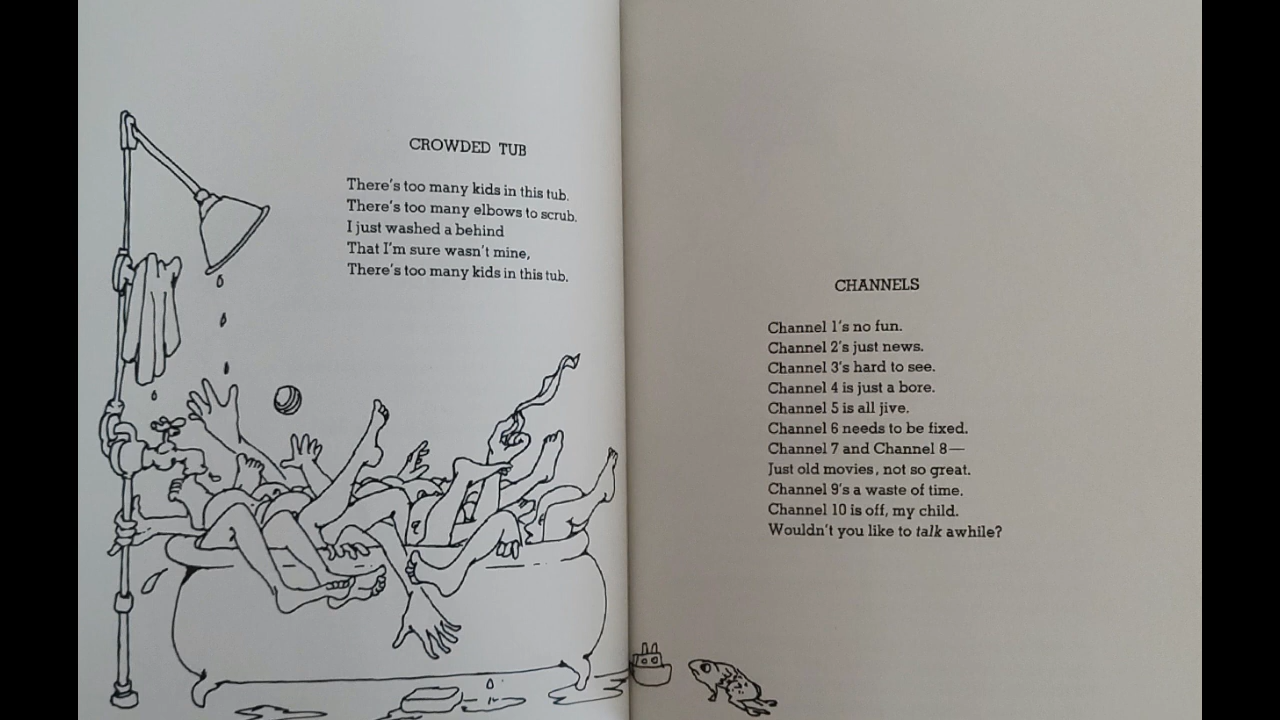 CROWDED TUB
There's too many kids in this tub.
There's too many elbows to scrub.
I just washed a behind
That I'm sure wasn't mine,
There's too many kids in this tub.
CHANNELS
Channel 1's no fun.
Channel 2's just news.
Channel 3's hard to see.
Channel 4 is just a bore.
Channel 5 is all jive.
Channel 6 needs to be fixed.
Channel 7 and Channel 8—
Just old movies, not so great.
Channel 9's a waste of time.
Channel 10 is off, my child.
Wouldn't you like to talk awhile?